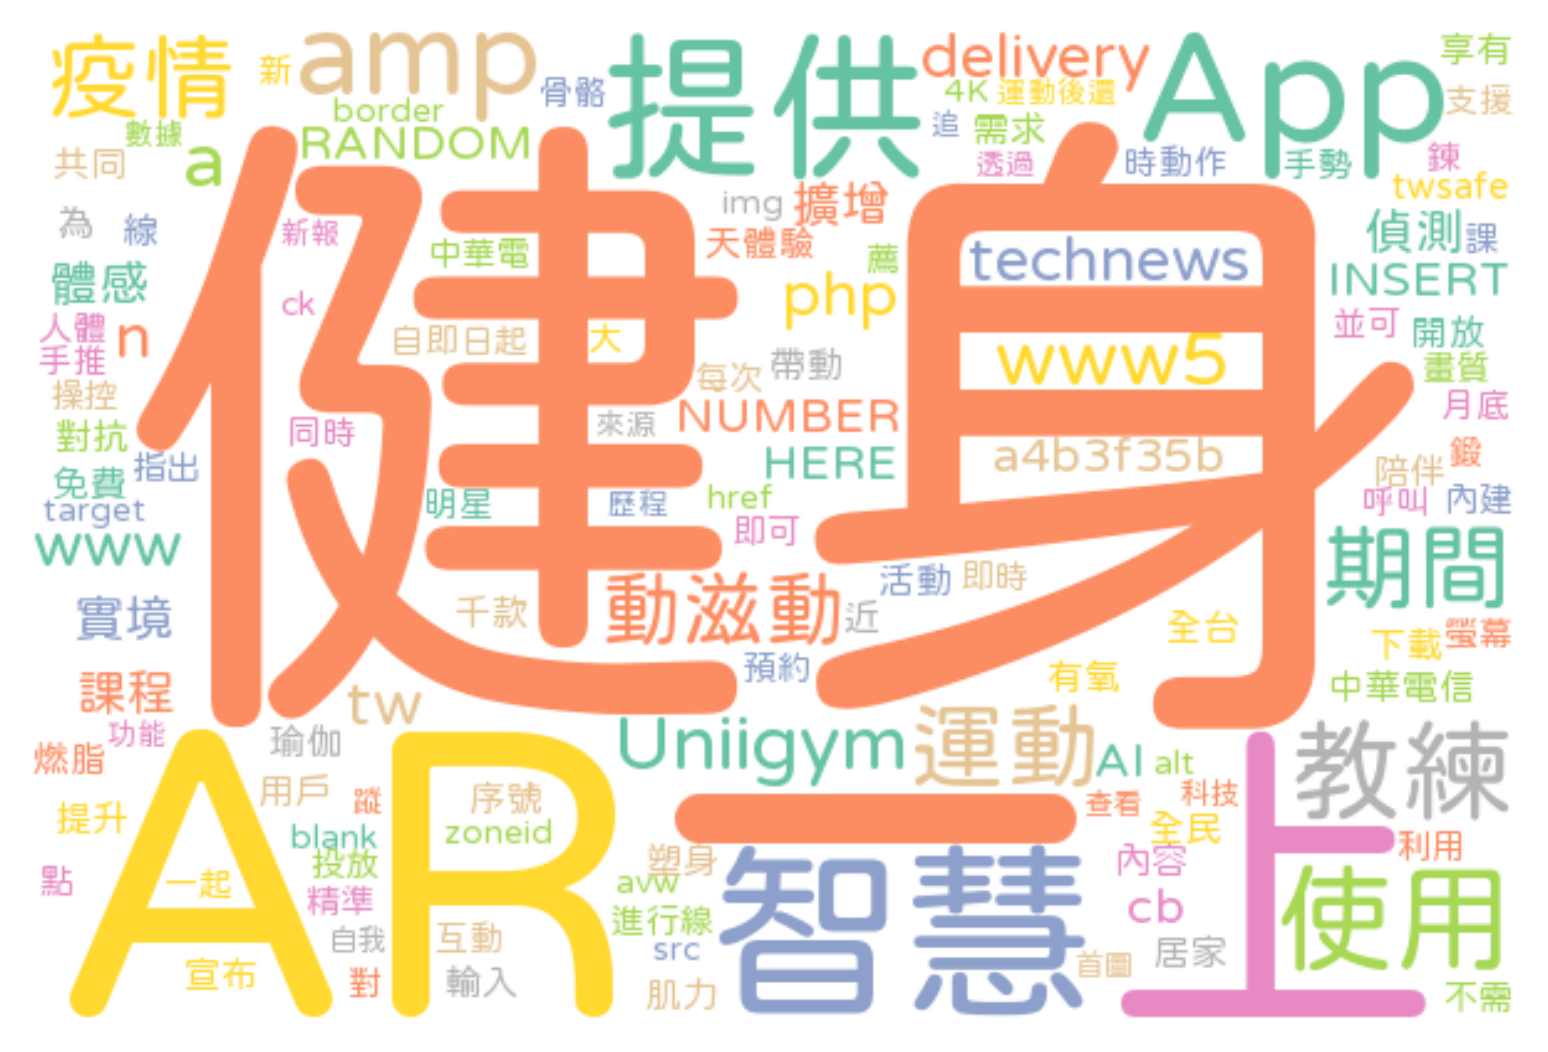 疫情
新
amp
骨骼
提供
delivery
4K
運動後還
App
享有
支援
border
數據
RANDOM
a
共同
追
需求
透過
時動作
手勢
鍊
twsafe
健身
為
線
新報
中華電
img
擴增
天體驗
薦
technews
偵測
課
INSERT
體感
ck
php
人體
n
手推
自即日起
大
帶動
www5
並可
開放
畫質
操控
每次
月底
對抗
同時
來源
NUMBER
HERE
a4b3f35b
鍛
陪伴
指出
免費
target
明星
歷程
href
即可
呼叫
內建
www
期間
實境
千款
動滋動
近
活動
即時
全台
下載
螢幕
課程
tw
預約
有氧
中華電信
功能
瑜伽
燃脂
Uniigym
運動
AI
alt
教練
AR
用戶
蹤
序號
一
查看
科技
提升
blank
zoneid
全民
上
利用
投放
塑身
智慧
內容
使用
點
一起
精準
avw
進行線
cb
自我
互動
src
居家
宣布
對
輸入
肌力
首圖
不需